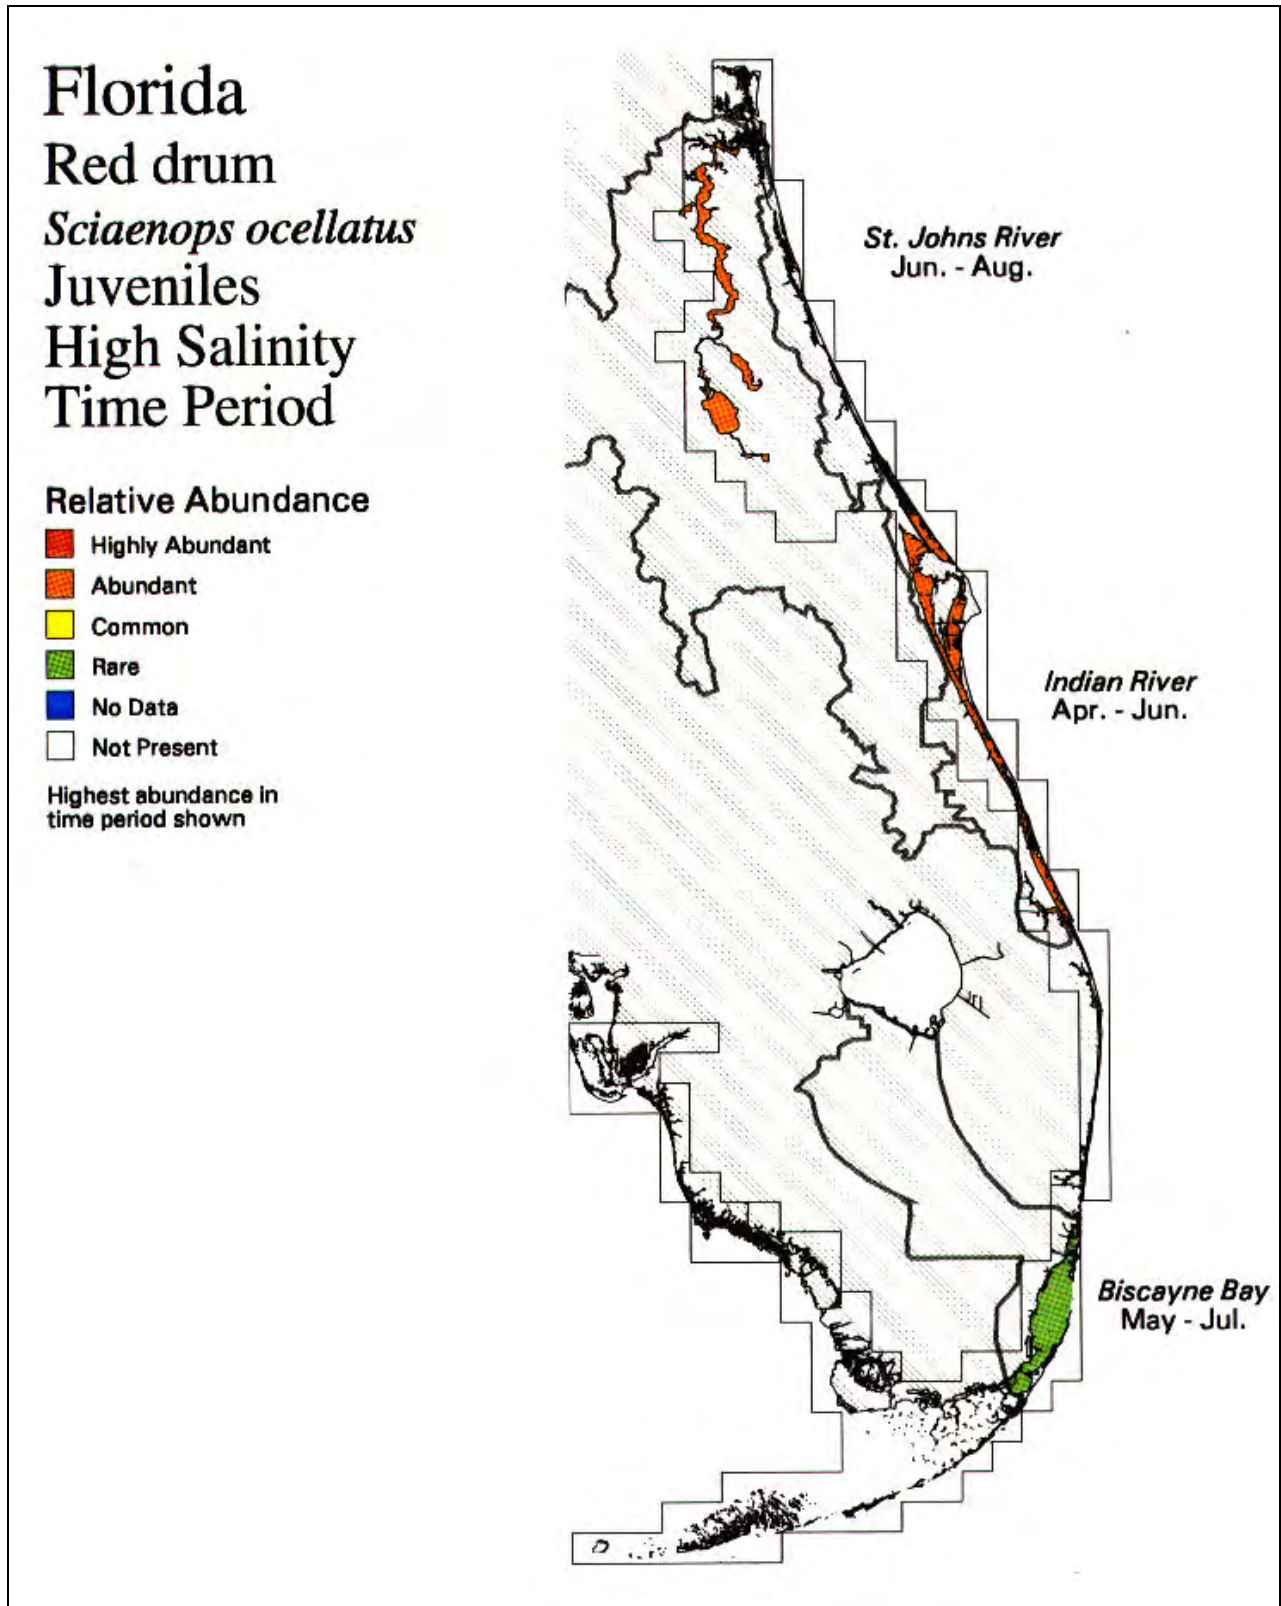 Florida
Red drum
Sciaenops ocellatus
Juveniles
High Salinity
Time Period
Relative Abundance
Highly Abundant
Abundant
Common
Rare
No Data
Not Present
Highest abundance in
time period shown
St. Johns River
Jun. - Aug.
Indian River
Apr. - Jun.
Biscayne Bay
May - Jul.